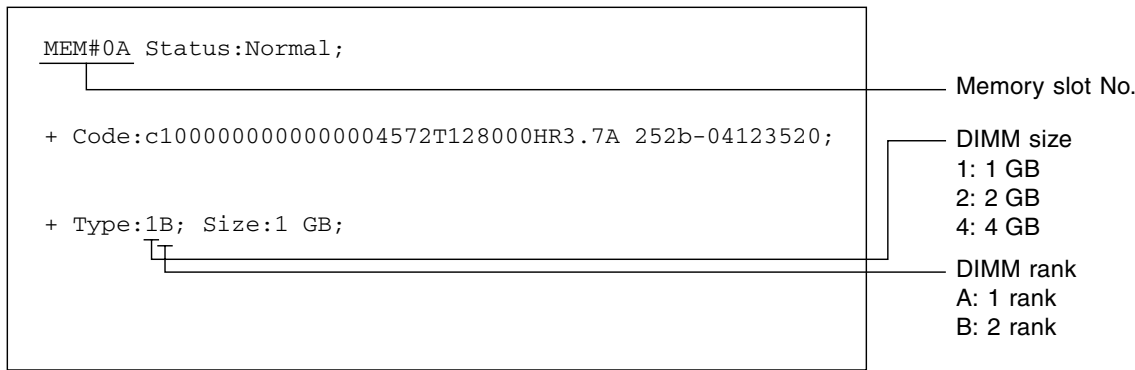 MEM#0A Status:Normal;
Memory slot No.
+ Code:c1000000000000004572T128000HR3.7A 252b-04123520;
DIMM size
1: 1 GB
2: 2 GB
4: 4 GB
+ Type:1B; Size:1 GB;
DIMM rank
A: 1 rank
B: 2 rank